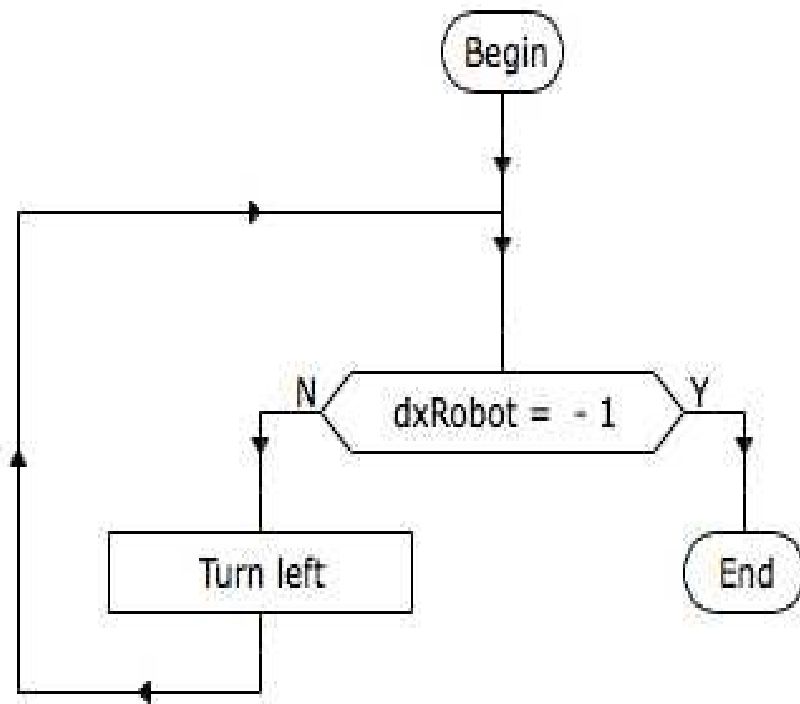 Begin
N
dxRobot = - 1
Y
Turn left
End